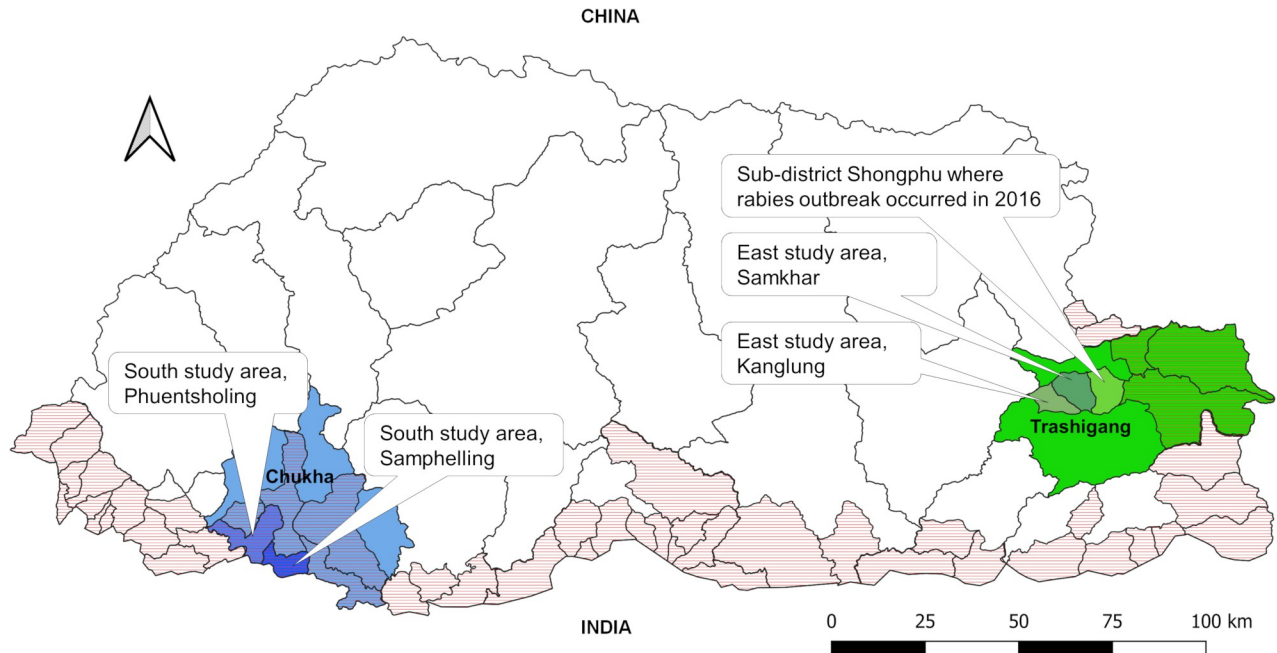 CHINA
Sub-district Shongphu where
rabies outbreak occurred in 2016
East study area,
Samkhar
East study area,
Kanglung
South study area,
Phuentsholing
South study area,
Samphelling
Chukha
Trashigang
INDIA
0 25 50 75 100 km